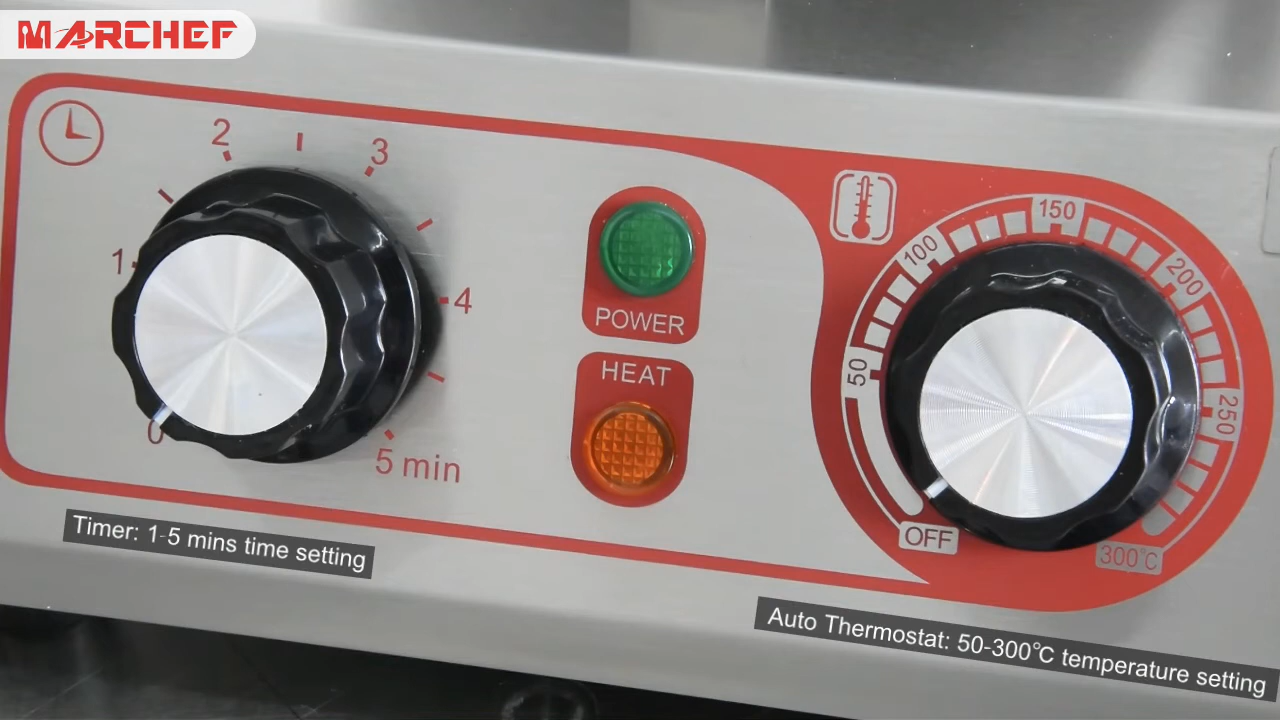 MARCHEF
2
3
1
4
0
5 min
POWER
HEAT
50
100
150
200
250
300℃
OFF
Timer: 1-5 mins time setting
Auto Thermostat: 50-300℃ temperature setting